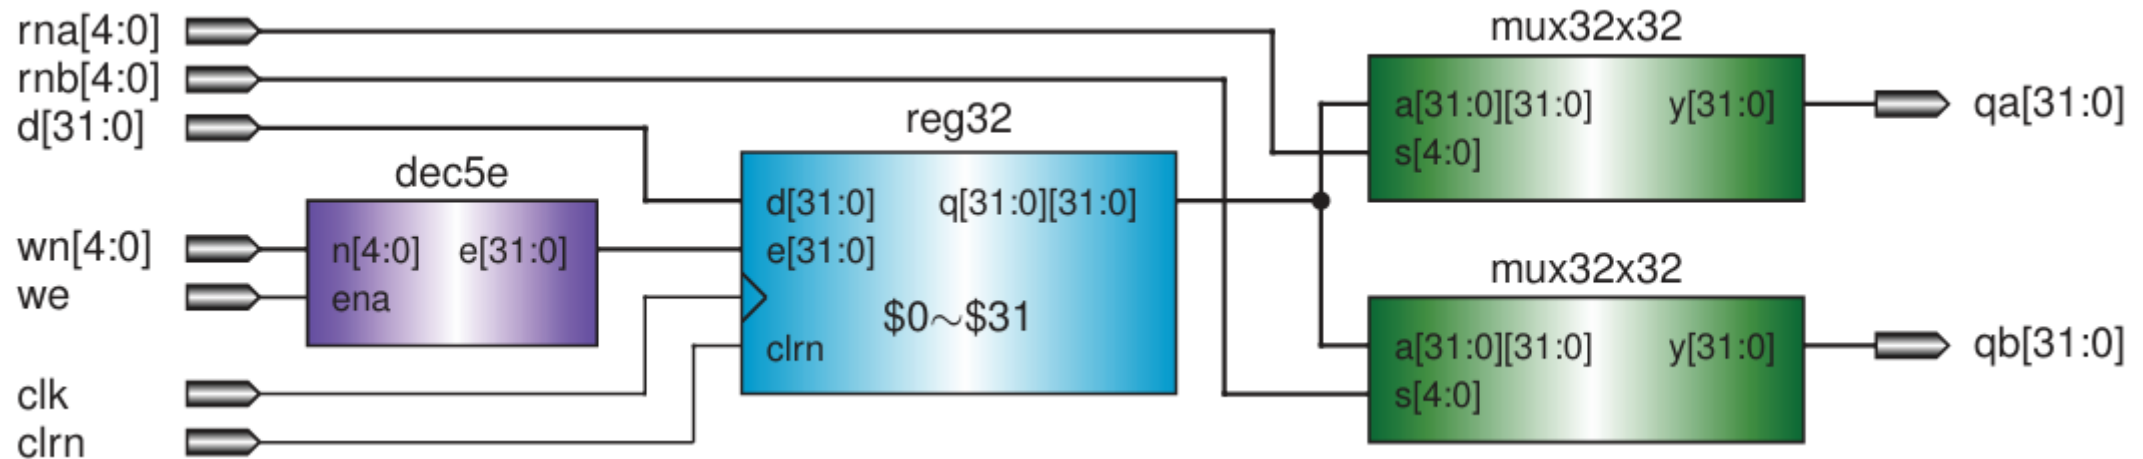 rna[4:0]
rnb[4:0]
d[31:0]
wn[4:0]
we
clk
clrn
dec5e
n[4:0] e[31:0]
ena
reg32
d[31:0] q[31:0][31:0]
e[31:0]
$0~$31
clrn
mux32x32
a[31:0][31:0] y[31:0]
s[4:0]
qa[31:0]
mux32x32
a[31:0][31:0] y[31:0]
s[4:0]
qb[31:0]